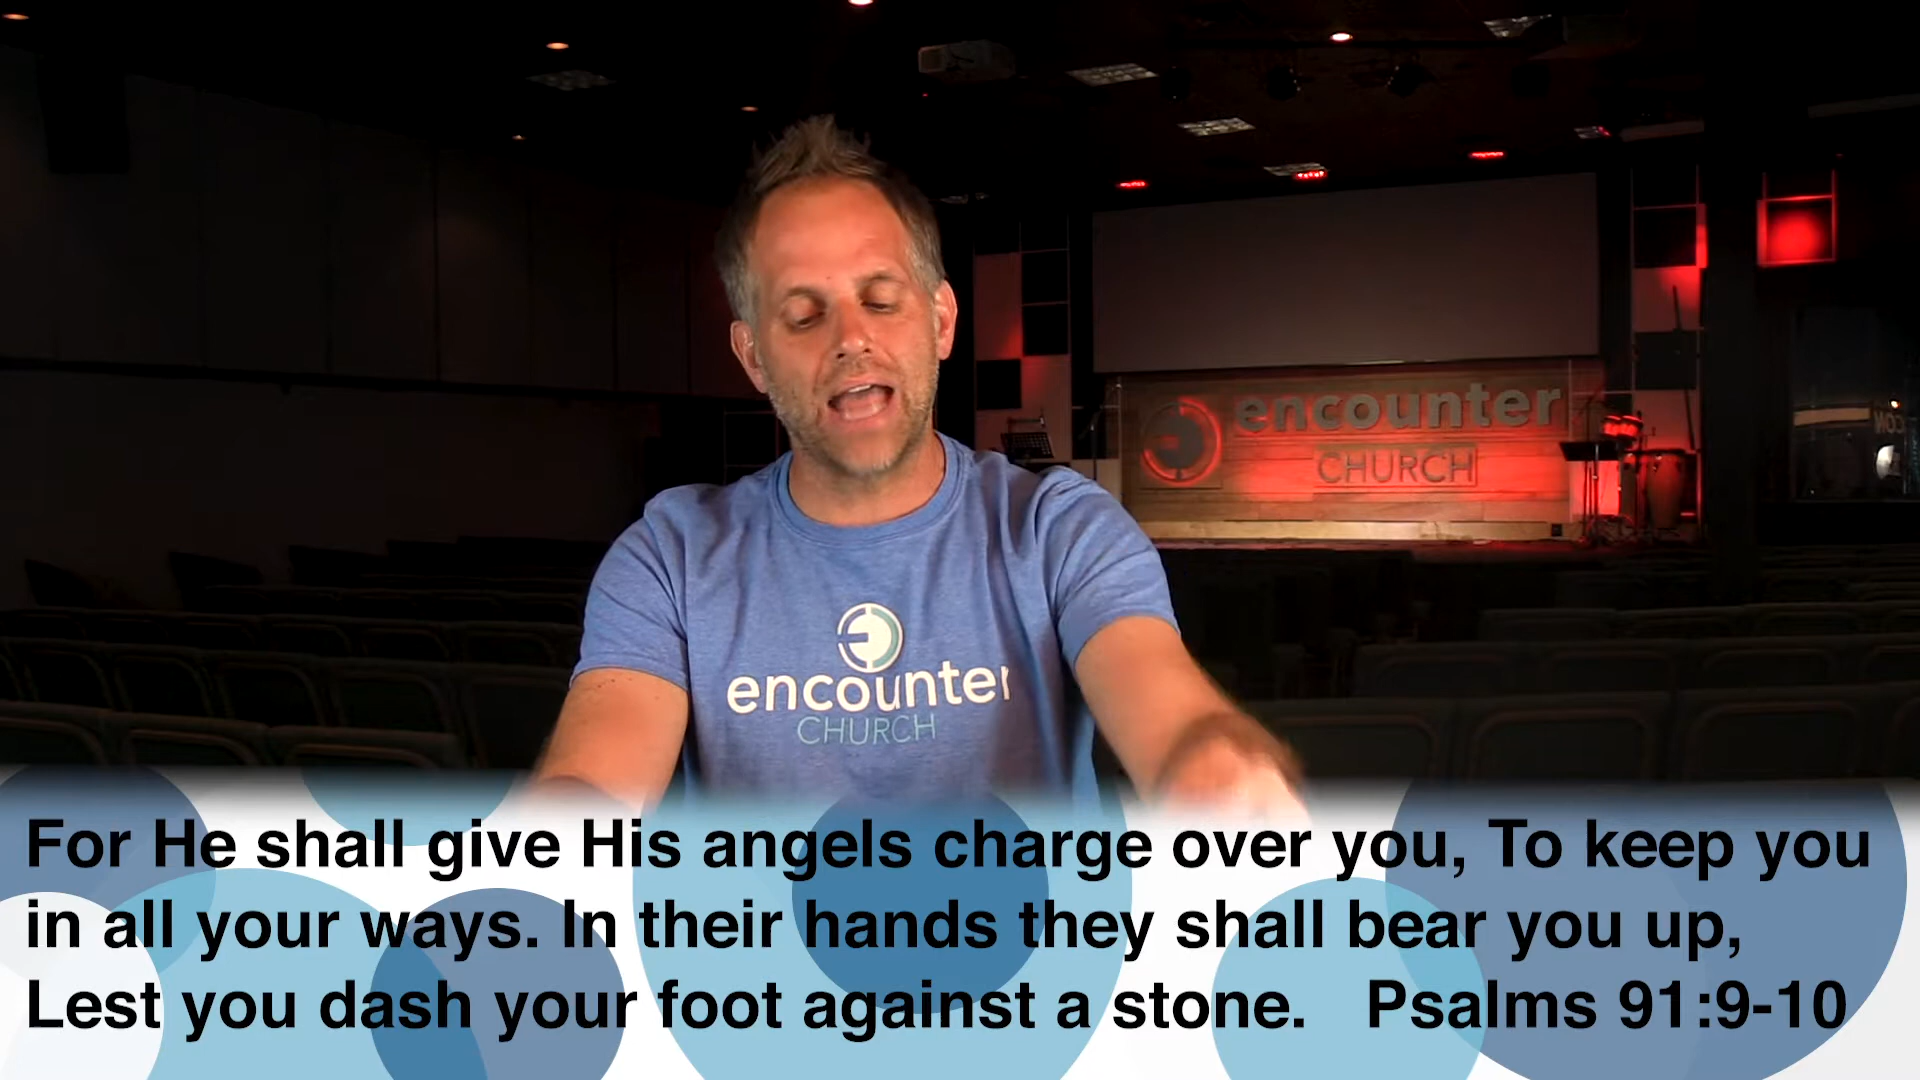 encounter
CHURCH
encounter
CHURCH
For He shall give His angels charge over you, To keep you
in all your ways. In their hands they shall bear you up,
Lest you dash your foot against a stone. Psalms 91:9-10